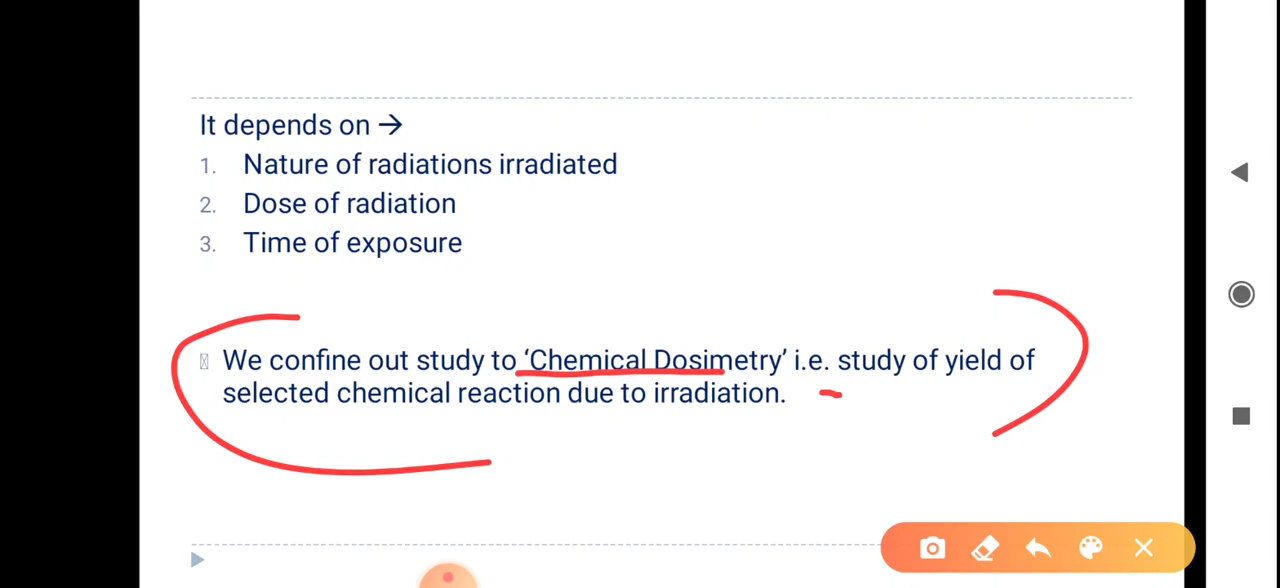 It depends on →
1. Nature of radiations irradiated
2. Dose of radiation
3. Time of exposure
We confine out study to ‘Chemical Dosimetry’ i.e. study of yield of
selected chemical reaction due to irradiation.